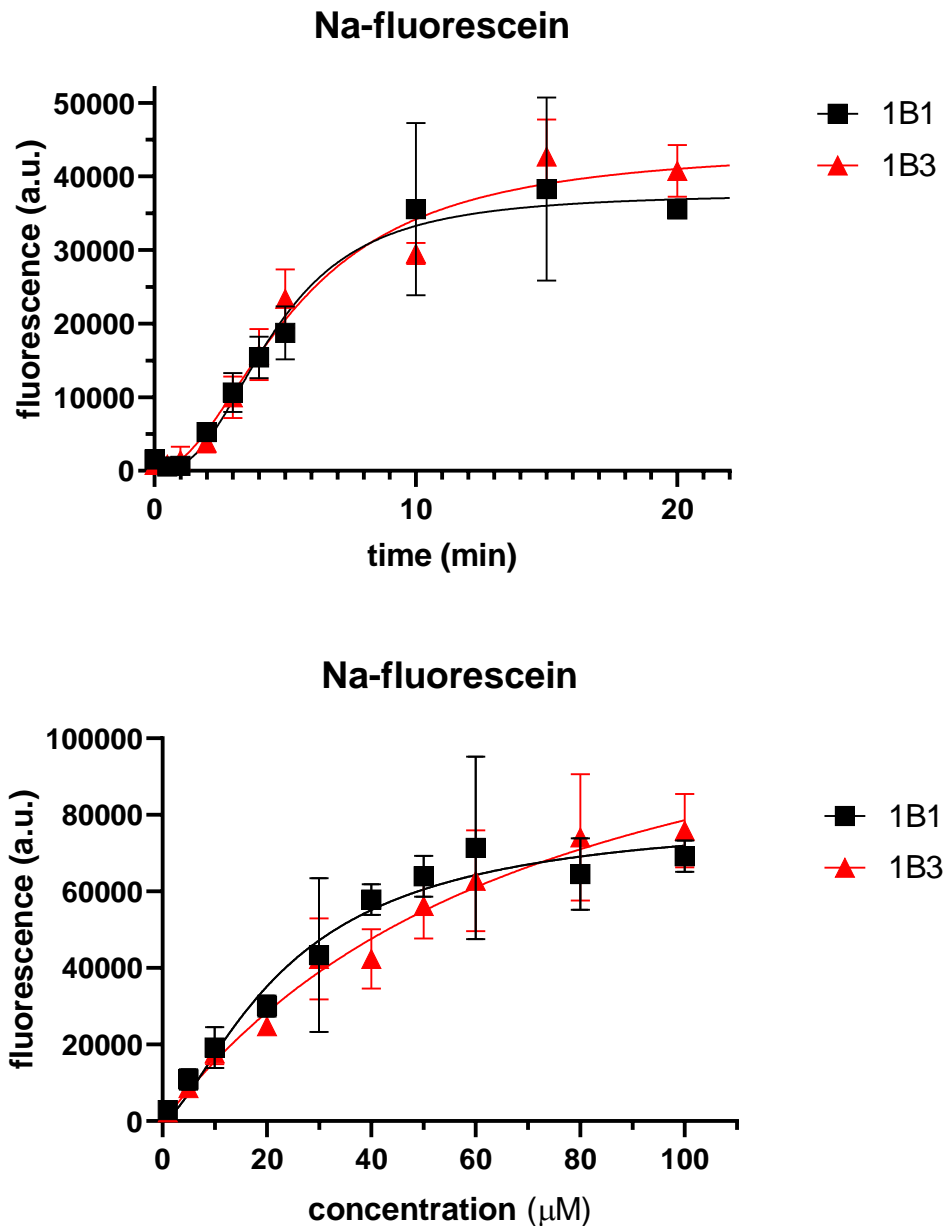 Na-fluorescein
fluorescence (a.u.)
50000
40000
30000
20000
10000
0
0 10 20
time (min)
1B1
1B3
Na-fluorescein
fluorescence (a.u.)
100000
80000
60000
40000
20000
0
0 20 40 60 80 100
concentration (μM)
1B1
1B3